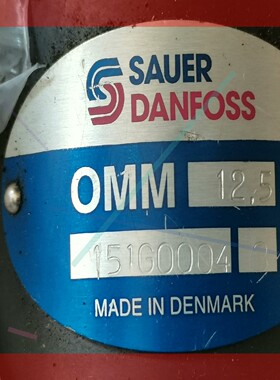 SAUER
DANFOSS
OMM 12,5
151G0004
MADE IN DENMARK